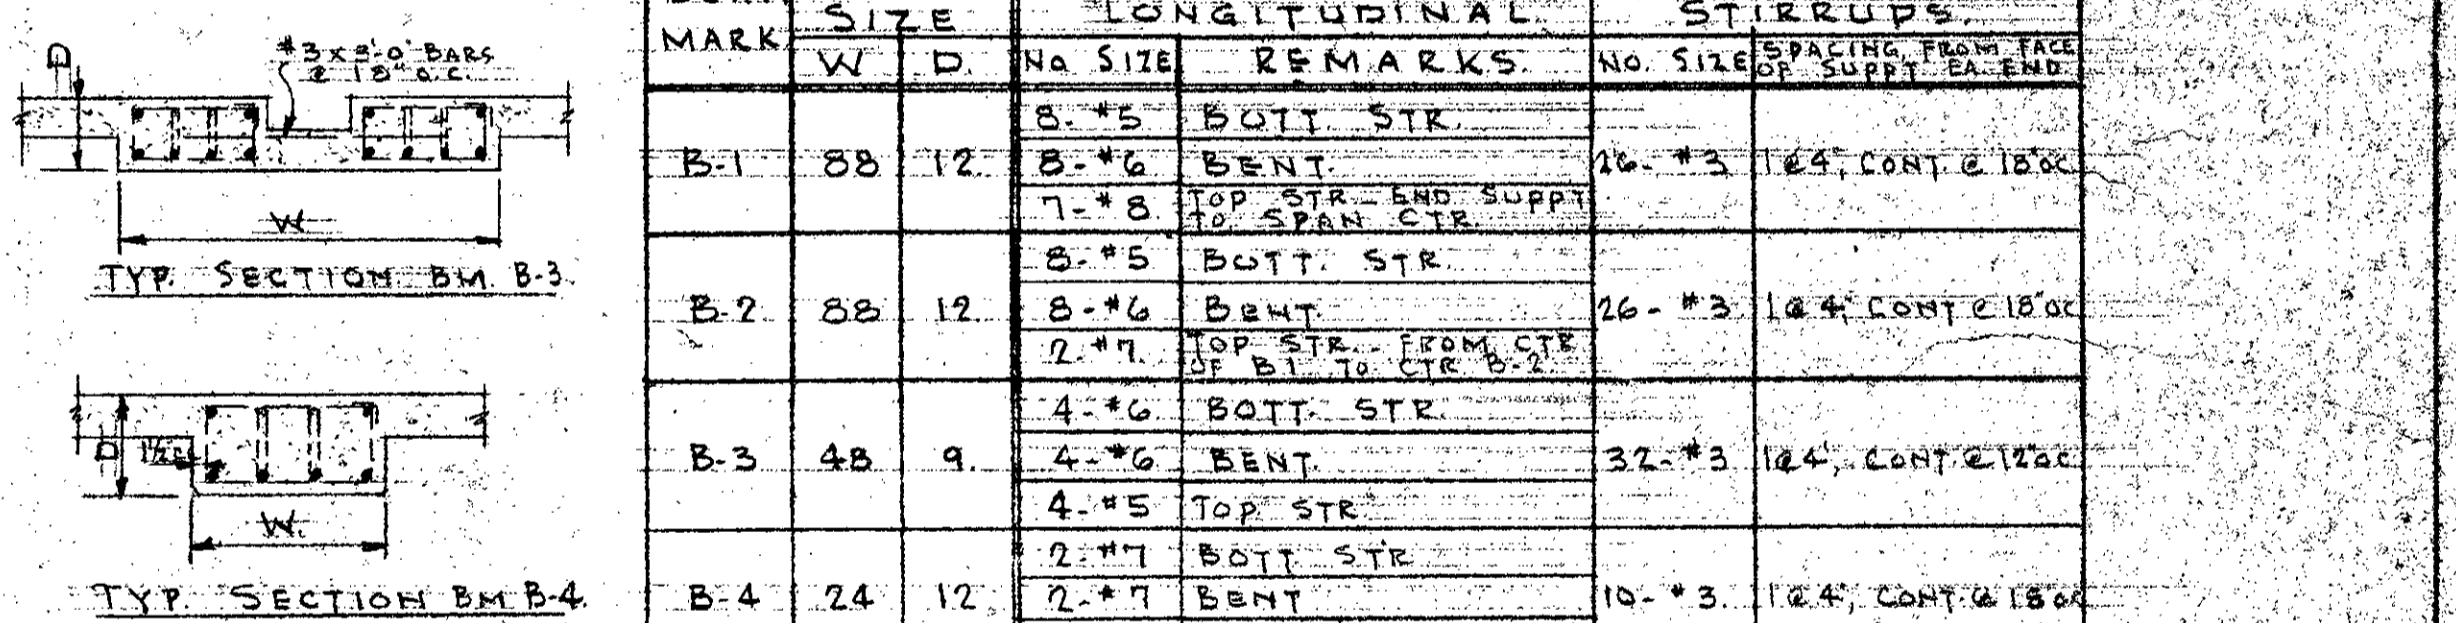 D
#3 x 3'-0" BARS
@ 18" O.C.
W
TYP. SECTION BM. B-3
D
1½ C.
W.
TYP. SECTION BM B-4
MARK
SIZE
W
D.
LONGITUDINAL.
No. SIZE
REMARKS.
STIRRUPS.
NO. SIZE
SPACING FROM FACE
OF SUPPT EA. END
B-1
88
12.
8-#5
BOTT. STR.
8-#6
BENT.
7-#8
TOP STR - END SUPPT
TO SPAN CTR.
26-#3
1@4", CONT. @ 18"OC
B-2
88
12.
8-#5
BOTT. STR.
8-#6
BENT.
2-#7.
TOP STR. - FROM CTR
OF B1 TO CTR B-2
26-#3
1@4", CONT @ 18"OC
B-3
48
9.
4-#6
BOTT. STR.
4-#6
BENT.
4-#5
TOP STR
32-#3
1@4", CONT. @ 12"OC
B-4
24
12
2-#7
BOTT STR
2-#7
BENT
10-#3.
1@4", CONT. @ 18"OC